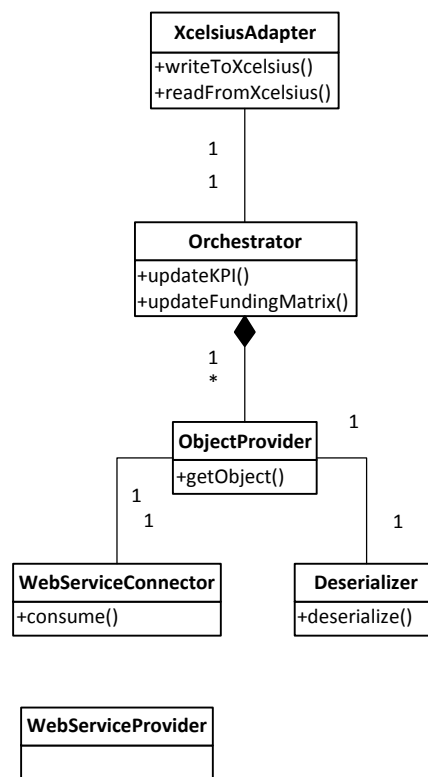 XcelsiusAdapter
+writeToXcelsius()
+readFromXcelsius()
1
1
Orchestrator
+updateKPI()
+updateFundingMatrix()
1
*
ObjectProvider
+getObject()
1
1
1
1
WebServiceConnector
+consume()
Deserializer
+deserialize()
WebServiceProvider